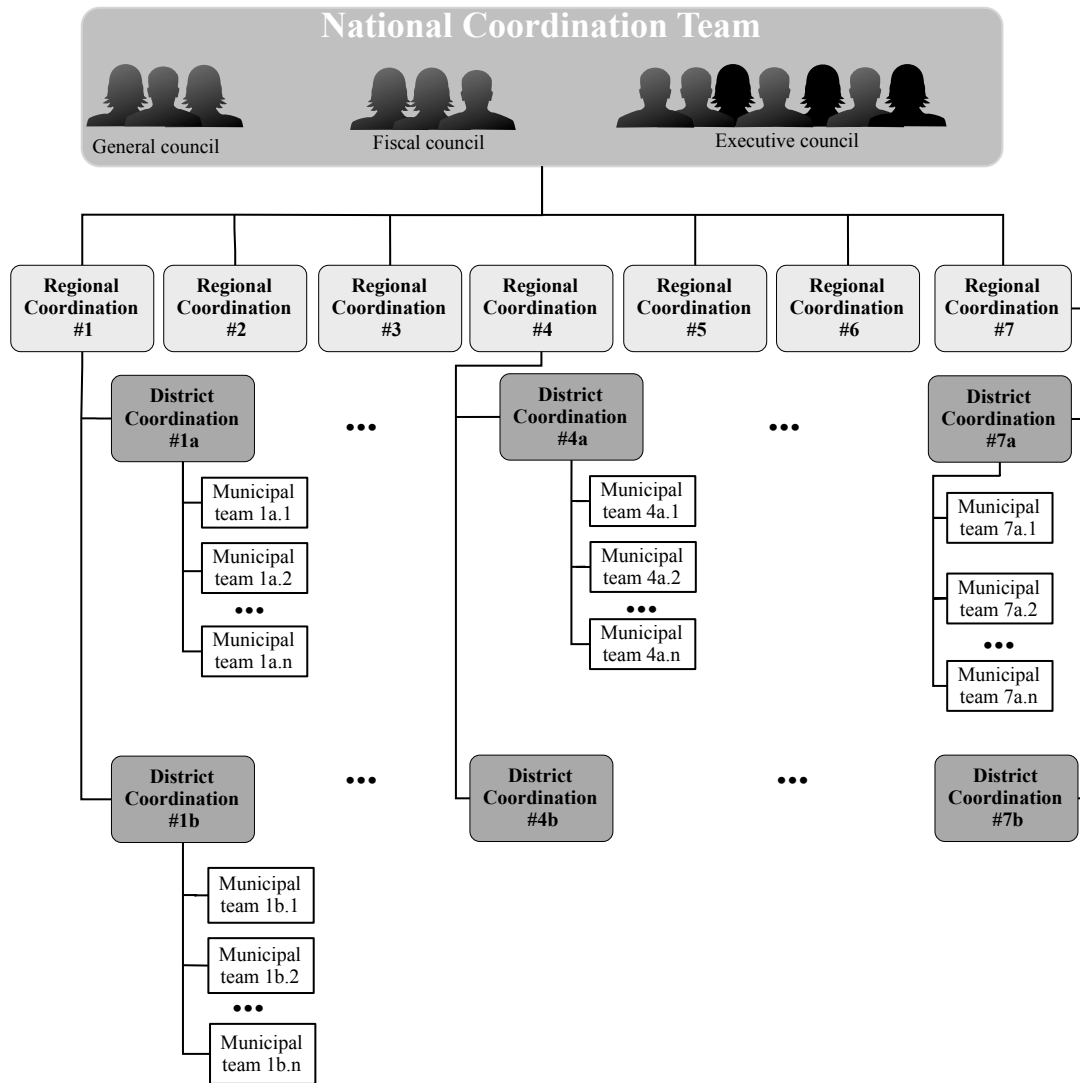 National Coordination Team
General council
Fiscal council
Executive council
Regional
Coordination
#1
Regional
Coordination
#2
Regional
Coordination
#3
Regional
Coordination
#4
Regional
Coordination
#5
Regional
Coordination
#6
Regional
Coordination
#7
District
Coordination
#1a
...
District
Coordination
#4a
...
District
Coordination
#7a
Municipal
team 1a.1
Municipal
team 1a.2
...
Municipal
team 1a.n
Municipal
team 4a.1
Municipal
team 4a.2
...
Municipal
team 4a.n
Municipal
team 7a.1
Municipal
team 7a.2
...
Municipal
team 7a.n
District
Coordination
#1b
...
District
Coordination
#4b
...
District
Coordination
#7b
Municipal
team 1b.1
Municipal
team 1b.2
...
Municipal
team 1b.n